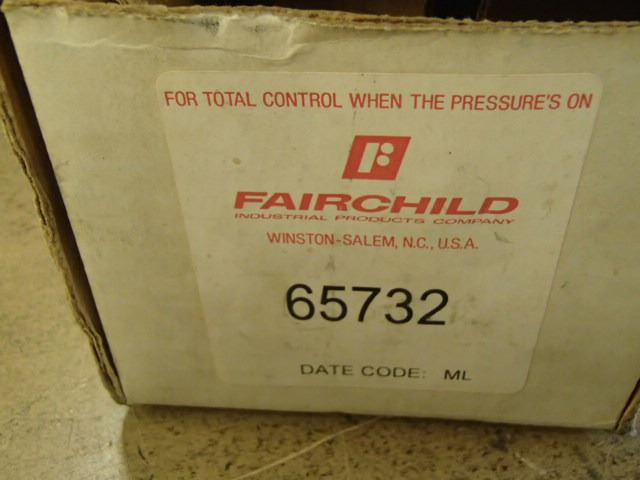 FOR TOTAL CONTROL WHEN THE PRESSURE'S ON
FAIRCHILD
INDUSTRIAL PRODUCTS COMPANY
WINSTON-SALEM, N.C., U.S.A.
65732
DATE CODE: ML